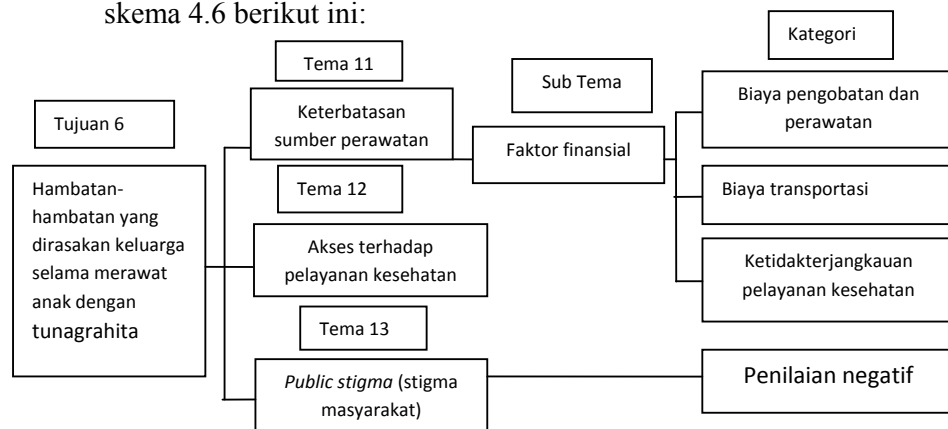 skema 4.6 berikut ini:
Kategori
Tema 11
Sub Tema
Tujuan 6
Keterbatasan
sumber perawatan
Faktor finansial
Biaya pengobatan dan
perawatan
Hambatan-
hambatan yang
dirasakan keluarga
selama merawat
anak dengan
tunagrahita
Tema 12
Biaya transportasi
Akses terhadap
pelayanan kesehatan
Ketidakterjangkauan
pelayanan kesehatan
Tema 13
Public stigma (stigma
masyarakat)
Penilaian negatif